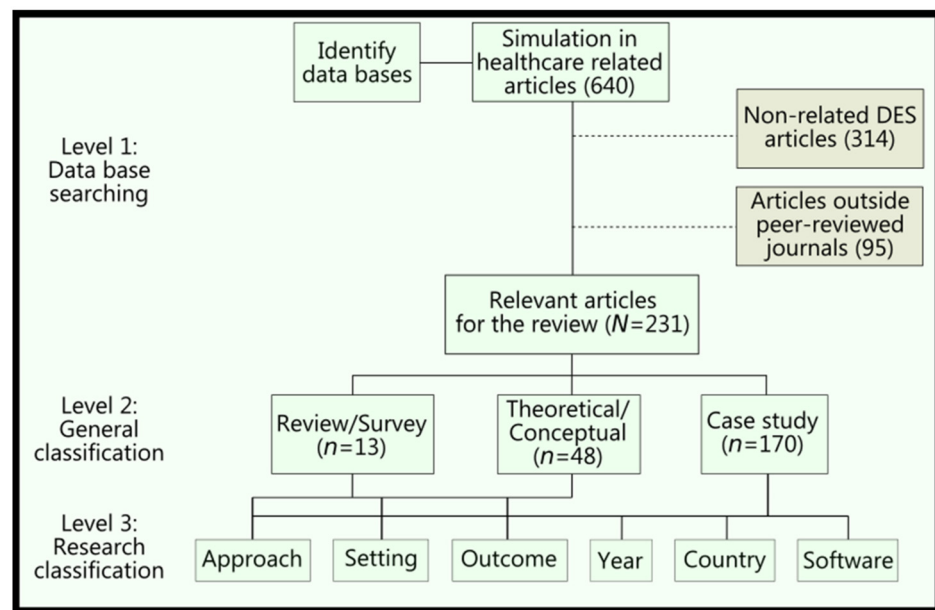 Identify
data bases
Simulation in
healthcare related
articles (640)
Non-related DES
articles (314)
Level 1:
Data base
searching
Articles outside
peer-reviewed
journals (95)
Relevant articles
for the review (N=231)
Level 2:
General
classification
Review/Survey
(n=13)
Theoretical/
Conceptual
(n=48)
Case study
(n=170)
Level 3:
Research
classification
Approach
Setting
Outcome
Year
Country
Software